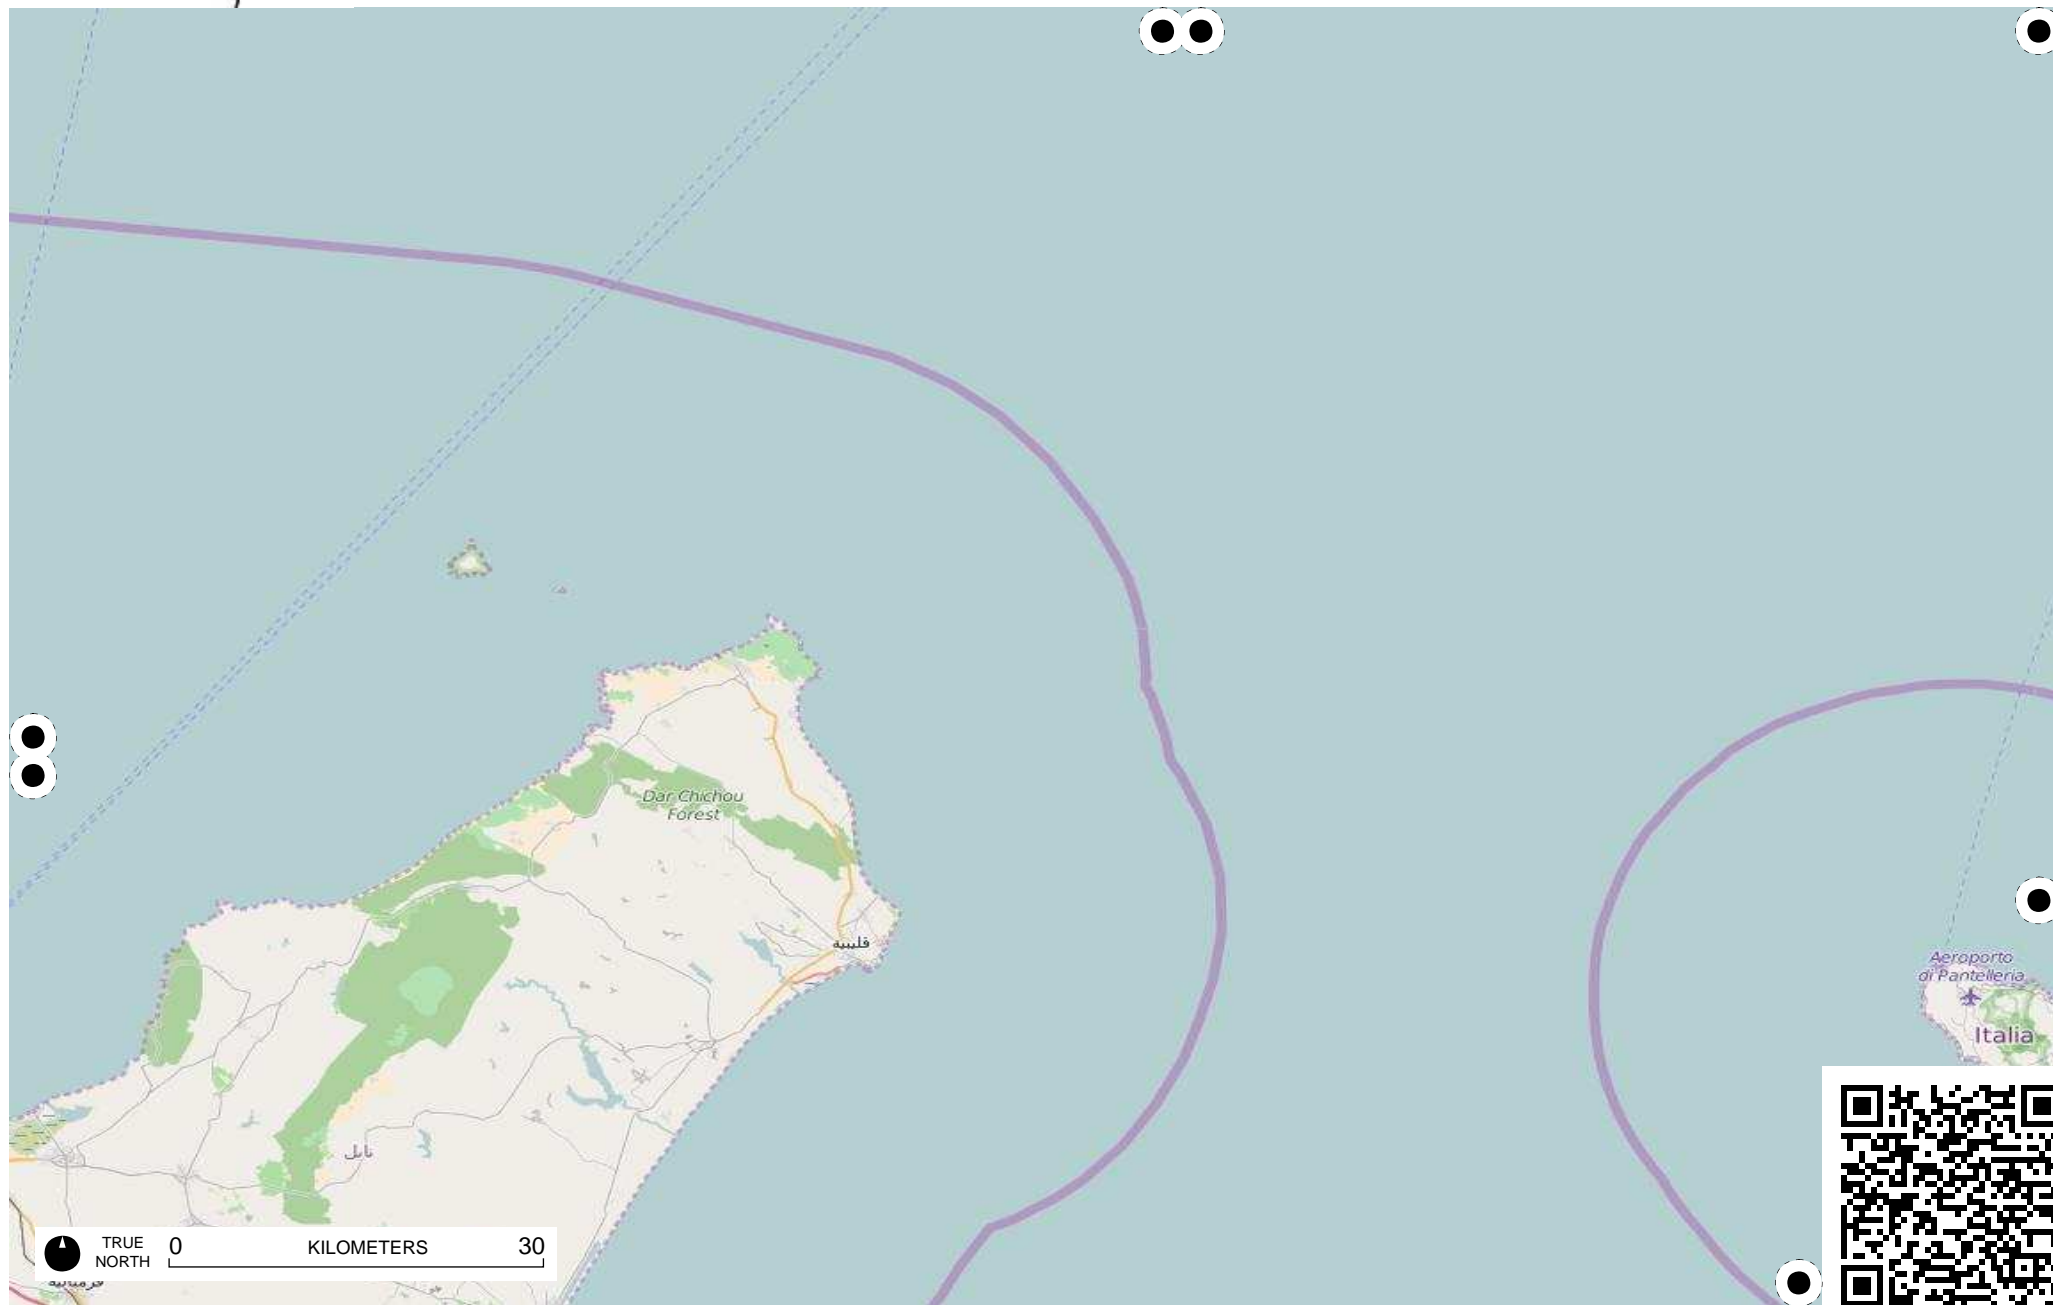 Dar Chichou
Forest
قليبية
Aeroporto
di Pantelleria
Italia
نابل
TRUE
NORTH
0
KILOMETERS
30